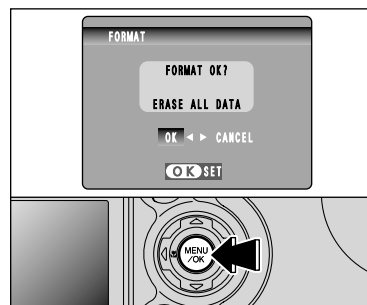 FORMAT
FORMAT OK?
ERASE ALL DATA
OK ◄ ► CANCEL
OK SET
MENU
/OK